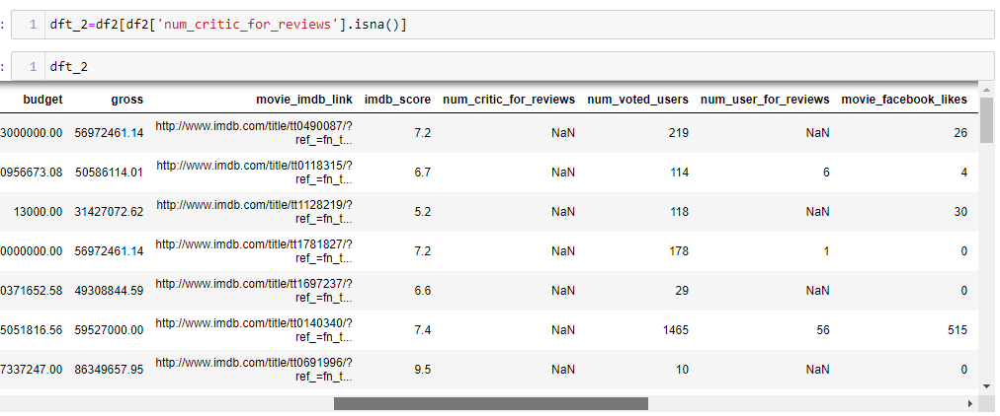 : 1 dft_2=df2[df2['num_critic_for_reviews'].isna()]
: 1 dft_2
budget gross movie_imdb_link imdb_score num_critic_for_reviews num_voted_users num_user_for_reviews movie_facebook_likes
3000000.00 56972461.14 http://www.imdb.com/title/tt0490087/? 7.2 NaN 219 NaN 26
ref_=fn_t...
0956673.08 50586114.01 http://www.imdb.com/title/tt0118315/? 6.7 NaN 114 6 4
ref_=fn_t...
13000.00 31427072.62 http://www.imdb.com/title/tt1128219/? 5.2 NaN 118 NaN 30
ref_=fn_t...
0000000.00 56972461.14 http://www.imdb.com/title/tt1781827/? 7.2 NaN 178 1 0
ref_=fn_t...
0371652.58 49308844.59 http://www.imdb.com/title/tt1697237/? 6.6 NaN 29 NaN 0
ref_=fn_t...
5051816.56 59527000.00 http://www.imdb.com/title/tt0140340/? 7.4 NaN 1465 56 515
ref_=fn_t...
7337247.00 86349657.95 http://www.imdb.com/title/tt0691996/? 9.5 NaN 10 NaN 0
ref_=fn_t...